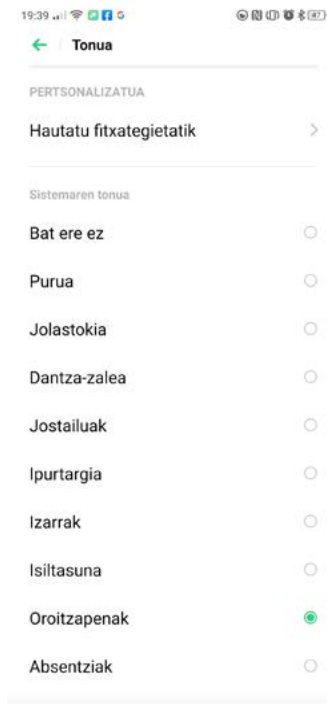 19:39
47
Tonua
PERTSONALIZATUA
Hautatu fitxategietatik
Sistemaren tonua
Bat ere ez
Purua
Jolastokia
Dantza-zalea
Jostailuak
Ipurtargia
Izarrak
Isiltasuna
Oroitzapenak
Absentziak